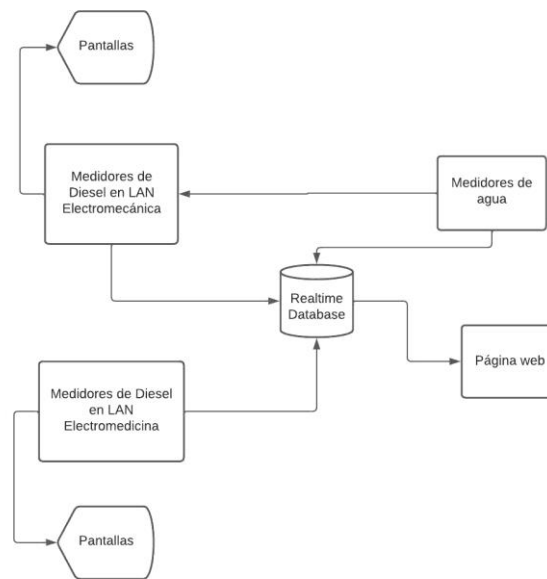 Pantallas
Medidores de
Diesel en LAN
Electromecánica
Medidores de
agua
Realtime
Database
Página web
Medidores de Diesel
en LAN
Electromedicina
Pantallas